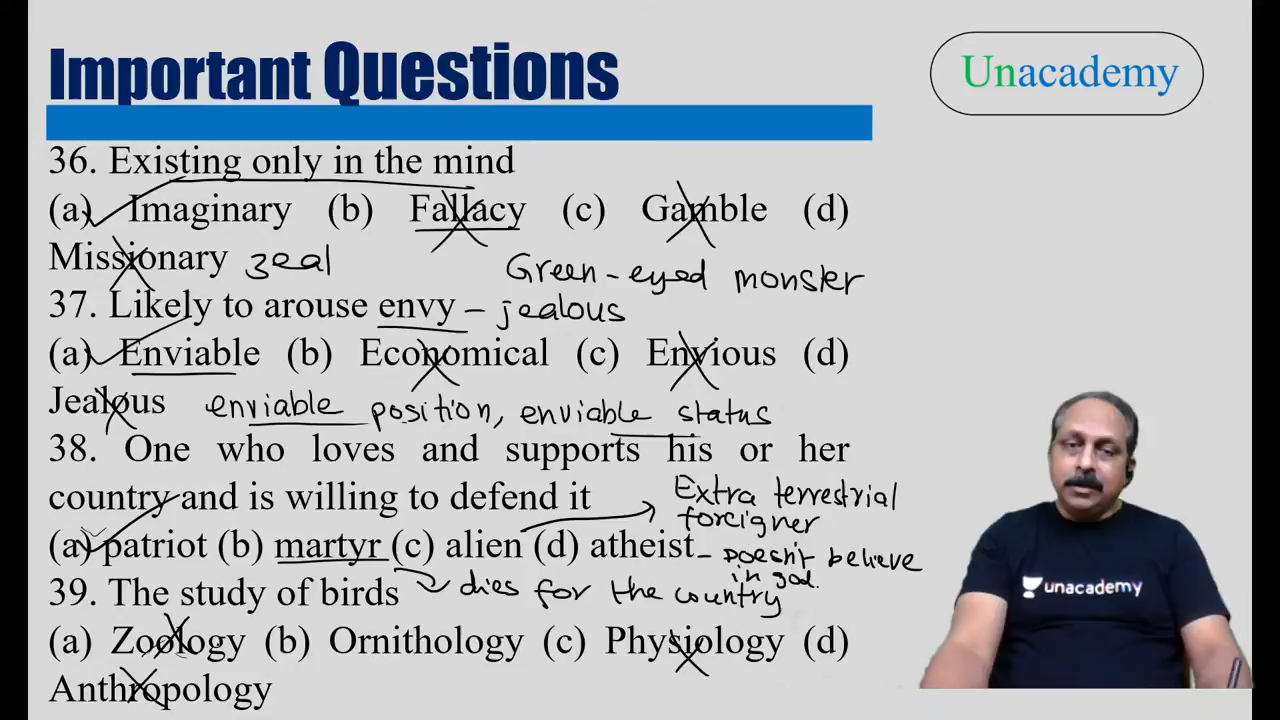 Important Questions
Unacademy
36. Existing only in the mind
(a) Imaginary (b) Fallacy (c) Gamble (d)
Missionary zeal
Green-eyed monster
37. Likely to arouse envy - jealous
(a) Enviable (b) Economical (c) Envious (d)
Jealous enviable position, enviable status
38. One who loves and supports his or her
country and is willing to defend it
Extra terrestrial
foreigner
(a) patriot (b) martyr (c) alien (d) atheist - Doesn't believe
in god.
39. The study of birds dies for the country
(a) Zoology (b) Ornithology (c) Physiology (d)
Anthropology
unacademy